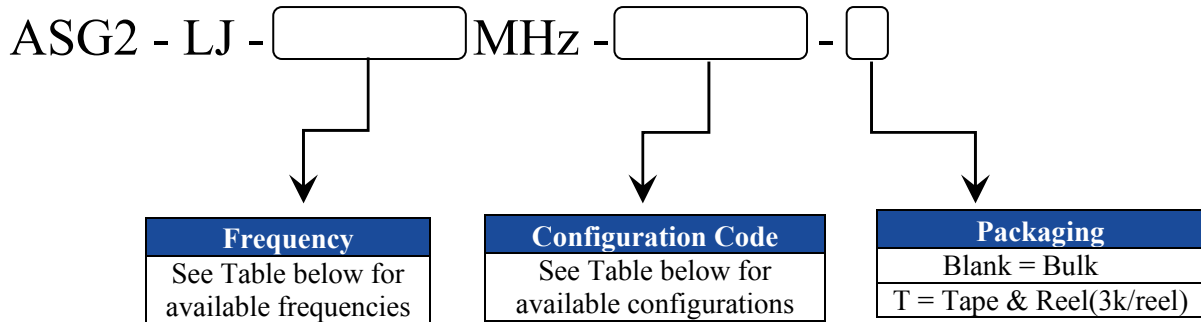 ASG2 - LJ - MHz - -
Frequency
See Table below for
available frequencies
Configuration Code
See Table below for
available configurations
Packaging
Blank = Bulk
T = Tape & Reel(3k/reel)